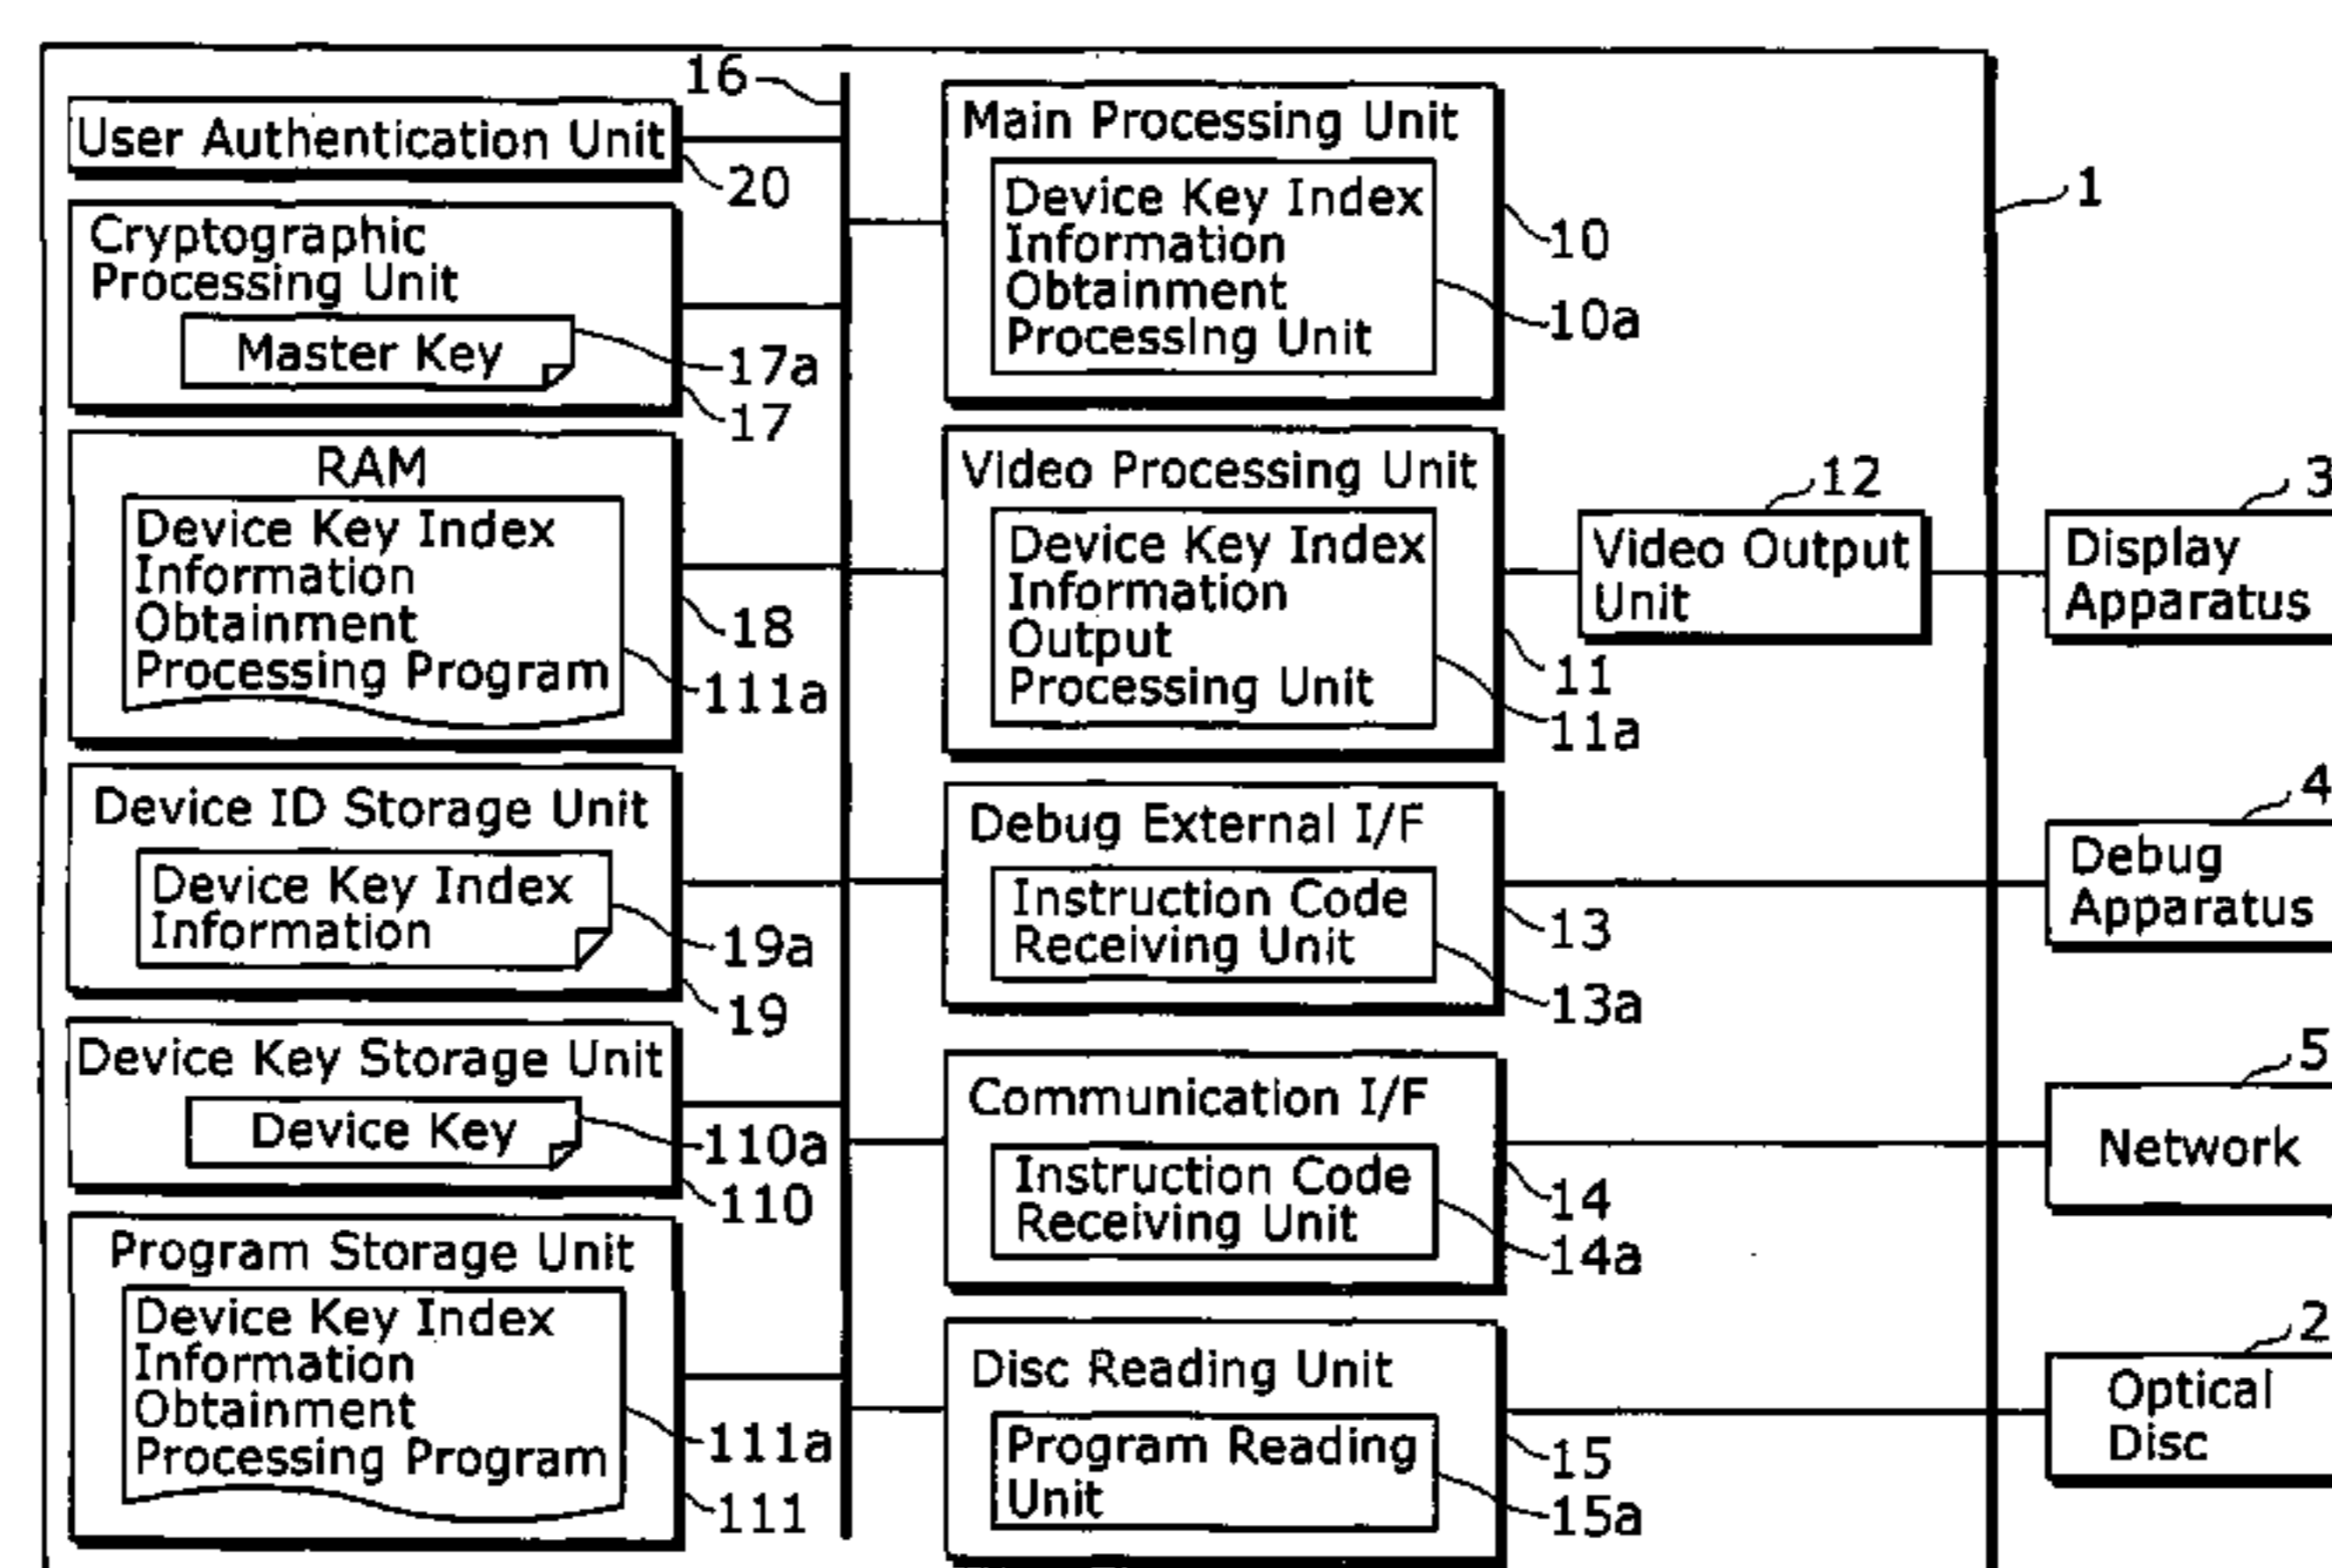 16
User Authentication Unit
20
Cryptographic
Processing Unit
Master Key
17a
17
RAM
Device Key Index
Information
Obtainment
Processing Program
18
111a
Device ID Storage Unit
Device Key Index
Information
19a
19
Device Key Storage Unit
Device Key
110a
110
Program Storage Unit
Device Key Index
Information
Obtainment
Processing Program
111a
111
Main Processing Unit
Device Key Index
Information
Obtainment
Processing Unit
10
10a
Video Processing Unit
Device Key Index
Information
Output
Processing Unit
11
11a
12
Video Output
Unit
Debug External I/F
Instruction Code
Receiving Unit
13
13a
Communication I/F
Instruction Code
Receiving Unit
14
14a
Disc Reading Unit
Program Reading
Unit
15
15a
1
3
Display
Apparatus
4
Debug
Apparatus
5
Network
2
Optical
Disc